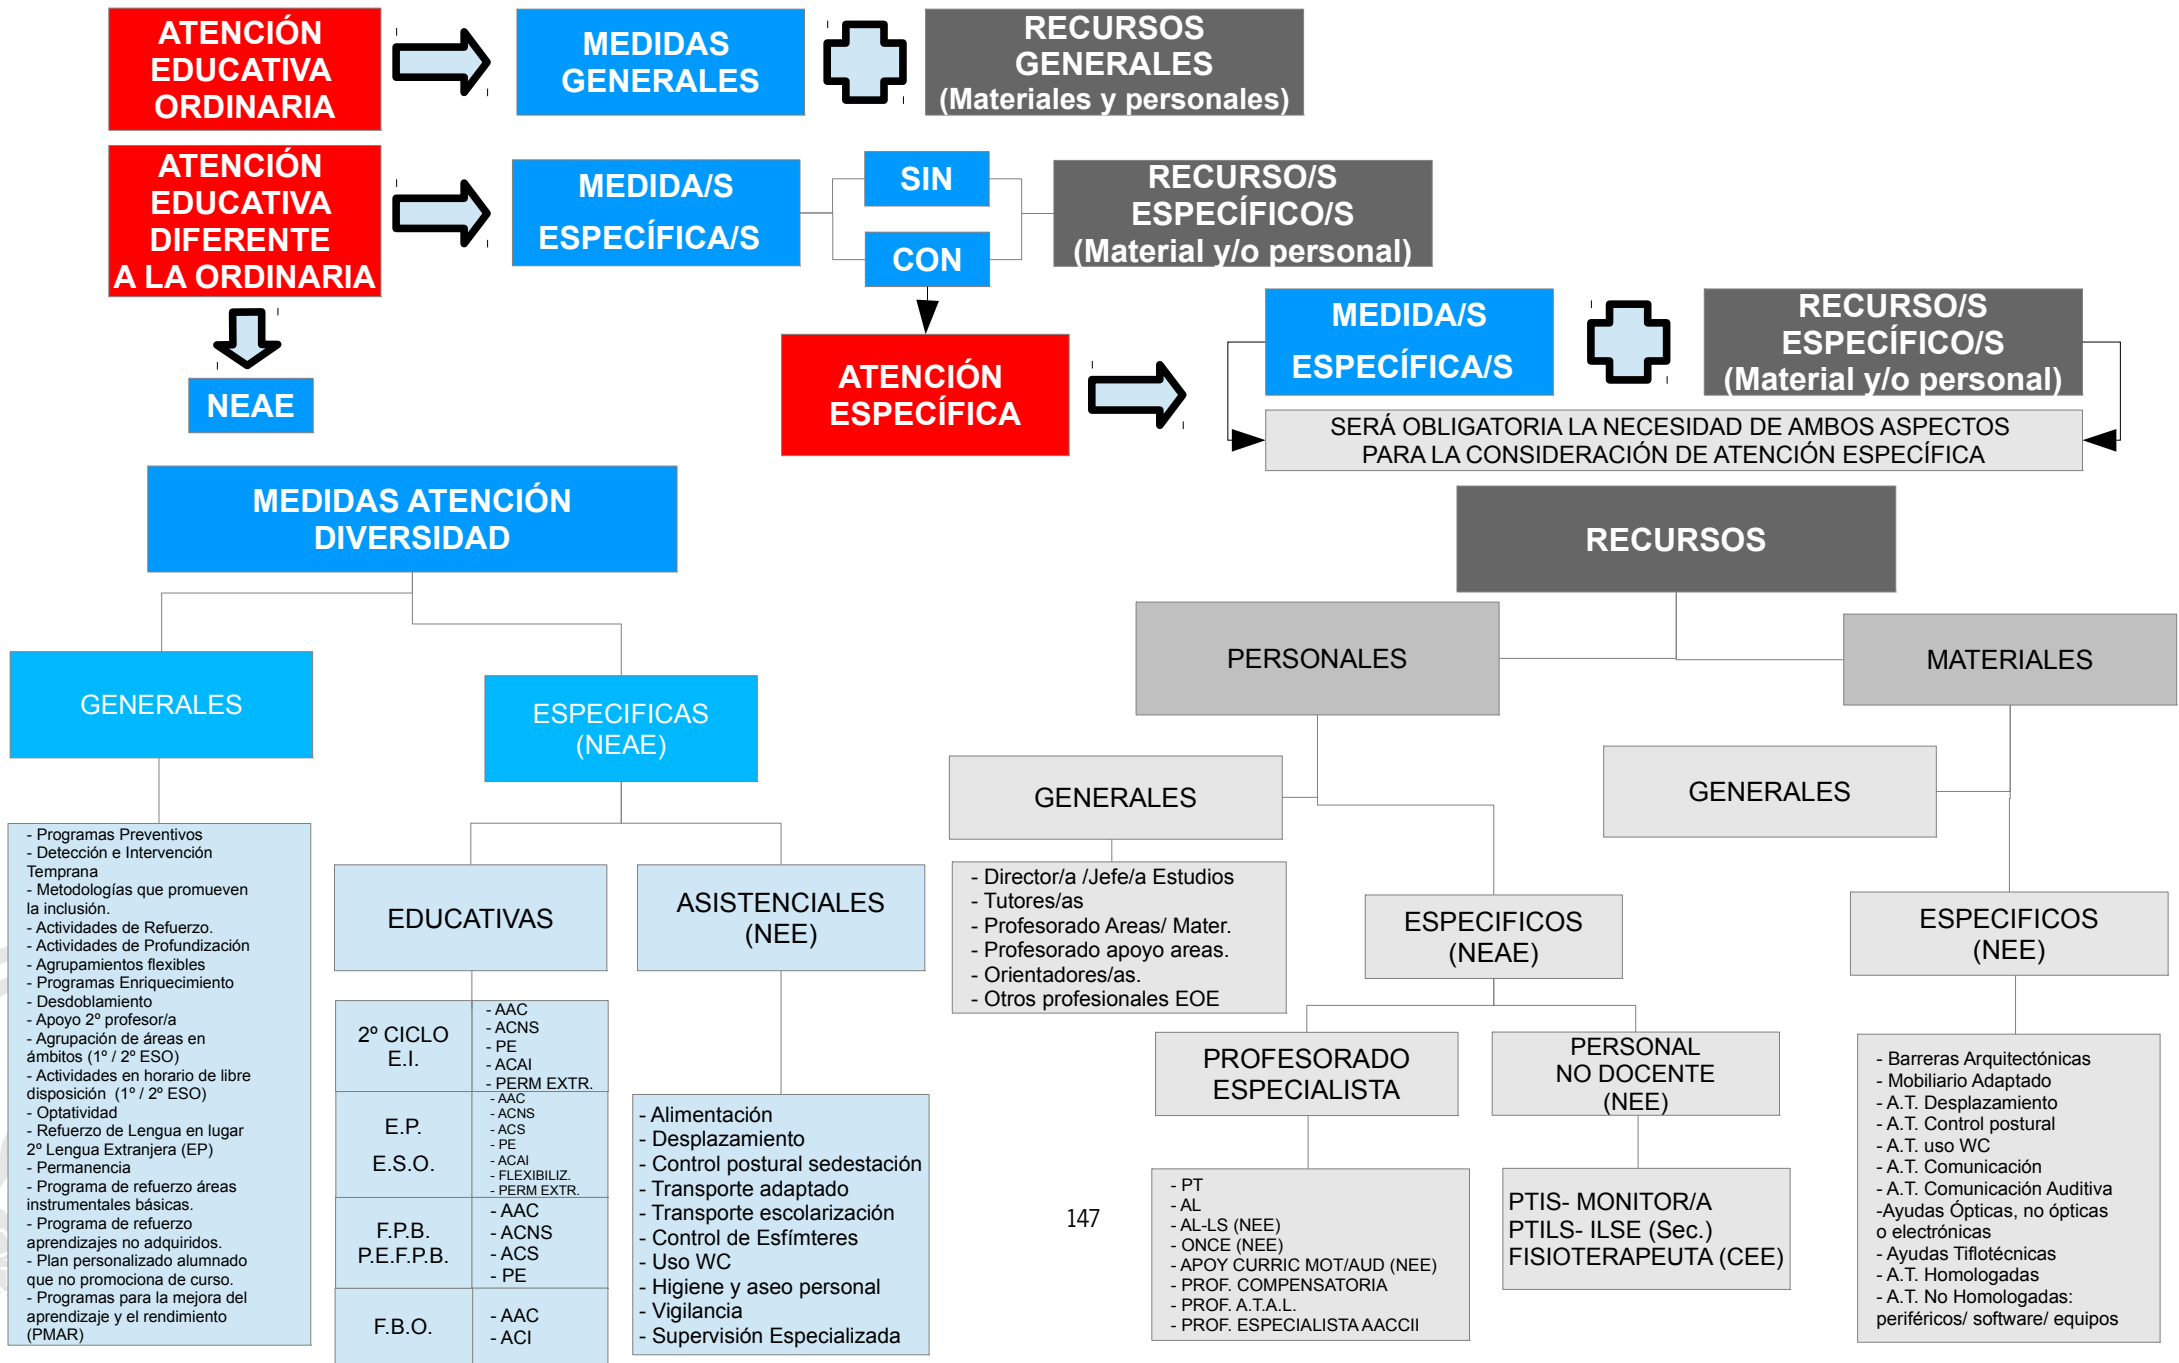 ATENCIÓN
EDUCATIVA
ORDINARIA
MEDIDAS
GENERALES
RECURSOS
GENERALES
(Materiales y personales)
ATENCIÓN
EDUCATIVA
DIFERENTE
A LA ORDINARIA
MEDIDA/S
ESPECÍFICA/S
SIN
CON
RECURSO/S
ESPECÍFICO/S
(Material y/o personal)
NEAE
ATENCIÓN
ESPECÍFICA
MEDIDA/S
ESPECÍFICA/S
RECURSO/S
ESPECÍFICO/S
(Material y/o personal)
SERÁ OBLIGATORIA LA NECESIDAD DE AMBOS ASPECTOS
PARA LA CONSIDERACIÓN DE ATENCIÓN ESPECÍFICA
MEDIDAS ATENCIÓN
DIVERSIDAD
GENERALES
- Programas Preventivos
- Detección e Intervención
Temprana
- Metodologías que promueven
la inclusión.
- Actividades de Refuerzo.
- Actividades de Profundización
- Agrupamientos flexibles
- Programas Enriquecimiento
- Desdoblamiento
- Apoyo 2º profesor/a
- Agrupación de áreas en
ámbitos (1º / 2º ESO)
- Actividades en horario de libre
disposición (1º / 2º ESO)
- Optatividad
- Refuerzo de Lengua en lugar
2º Lengua Extranjera (EP)
- Permanencia
- Programa de refuerzo áreas
instrumentales básicas.
- Programa de refuerzo
aprendizajes no adquiridos.
- Plan personalizado alumnado
que no promociona de curso.
- Programas para la mejora del
aprendizaje y el rendimiento
(PMAR)
ESPECIFICAS
(NEAE)
EDUCATIVAS
2º CICLO
E.I.
- AAC
- ACNS
- PE
- ACAI
- PERM EXTR.
E.P.
E.S.O.
- AAC
- ACNS
- ACS
- PE
- ACAI
- FLEXIBILIZ.
- PERM EXTR.
F.P.B.
P.E.F.P.B.
- AAC
- ACNS
- ACS
- PE
F.B.O.
- AAC
- ACI
ASISTENCIALES
(NEE)
- Alimentación
- Desplazamiento
- Control postural sedestación
- Transporte adaptado
- Transporte escolarización
- Control de Esfímteres
- Uso WC
- Higiene y aseo personal
- Vigilancia
- Supervisión Especializada
RECURSOS
PERSONALES
GENERALES
- Director/a /Jefe/a Estudios
- Tutores/as
- Profesorado Areas/ Mater.
- Profesorado apoyo areas.
- Orientadores/as.
- Otros profesionales EOE
ESPECIFICOS
(NEAE)
PROFESORADO
ESPECIALISTA
- PT
- AL
- AL-LS (NEE)
- ONCE (NEE)
- APOY CURRIC MOT/AUD (NEE)
- PROF. COMPENSATORIA
- PROF. A.T.A.L.
- PROF. ESPECIALISTA AACCII
PERSONAL
NO DOCENTE
(NEE)
PTIS- MONITOR/A
PTILS- ILSE (Sec.)
FISIOTERAPEUTA (CEE)
MATERIALES
GENERALES
ESPECIFICOS
(NEE)
- Barreras Arquitectónicas
- Mobiliario Adaptado
- A.T. Desplazamiento
- A.T. Control postural
- A.T. uso WC
- A.T. Comunicación
- A.T. Comunicación Auditiva
-Ayudas Ópticas, no ópticas
o electrónicas
- Ayudas Tiflotécnicas
- A.T. Homologadas
- A.T. No Homologadas:
periféricos/ software/ equipos
147